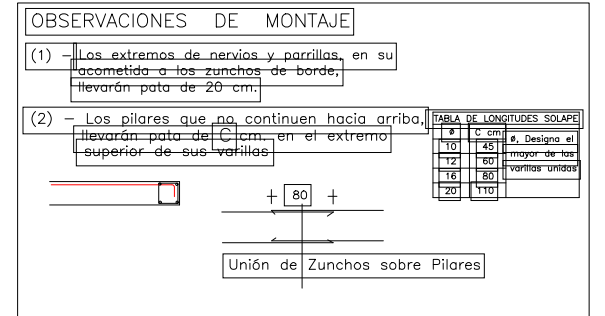 OBSERVACIONES DE MONTAJE
(1) – Los extremos de nervios y parrillas, en su
acometida a los zunchos de borde,
llevarán pata de 20 cm.
(2) – Los pilares que no continuen hacia arriba,
llevarán pata de C cm. en el extremo
superior de sus varillas
TABLA DE LONGITUDES SOLAPE
ø C cm
10 45
12 60
16 80
20 110
ø, Designa el
mayor de las
varillas unidas
80
Unión de Zunchos sobre Pilares